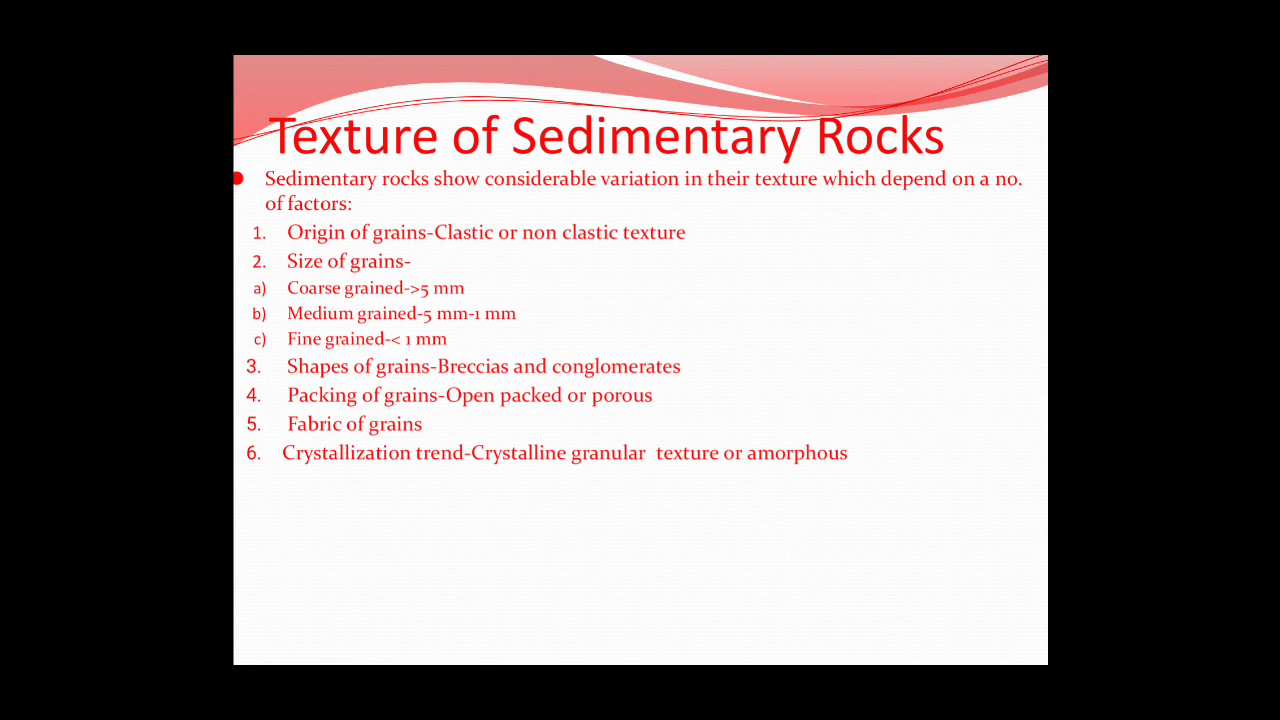 Texture of Sedimentary Rocks
Sedimentary rocks show considerable variation in their texture which depend on a no.
of factors:
1. Origin of grains-Clastic or non clastic texture
2. Size of grains-
a) Coarse grained->5 mm
b) Medium grained-5 mm-1 mm
c) Fine grained-< 1 mm
3. Shapes of grains-Breccias and conglomerates
4. Packing of grains-Open packed or porous
5. Fabric of grains
6. Crystallization trend-Crystalline granular texture or amorphous